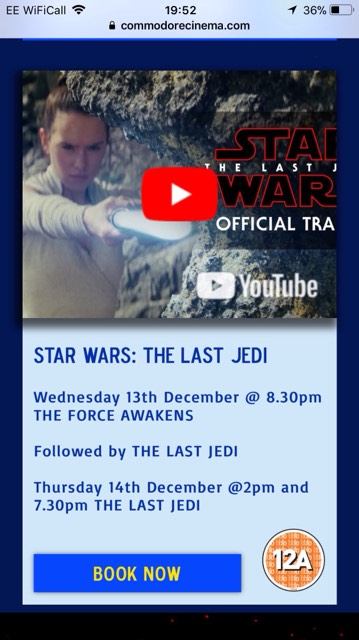 EE WiFiCall 19:52 36%
commodorecinema.com
STAR
THE LAST J
WAR
OFFICIAL TRA
YouTube
STAR WARS: THE LAST JEDI
Wednesday 13th December @ 8.30pm
THE FORCE AWAKENS
Followed by THE LAST JEDI
Thursday 14th December @2pm and
7.30pm THE LAST JEDI
BOOK NOW
12A